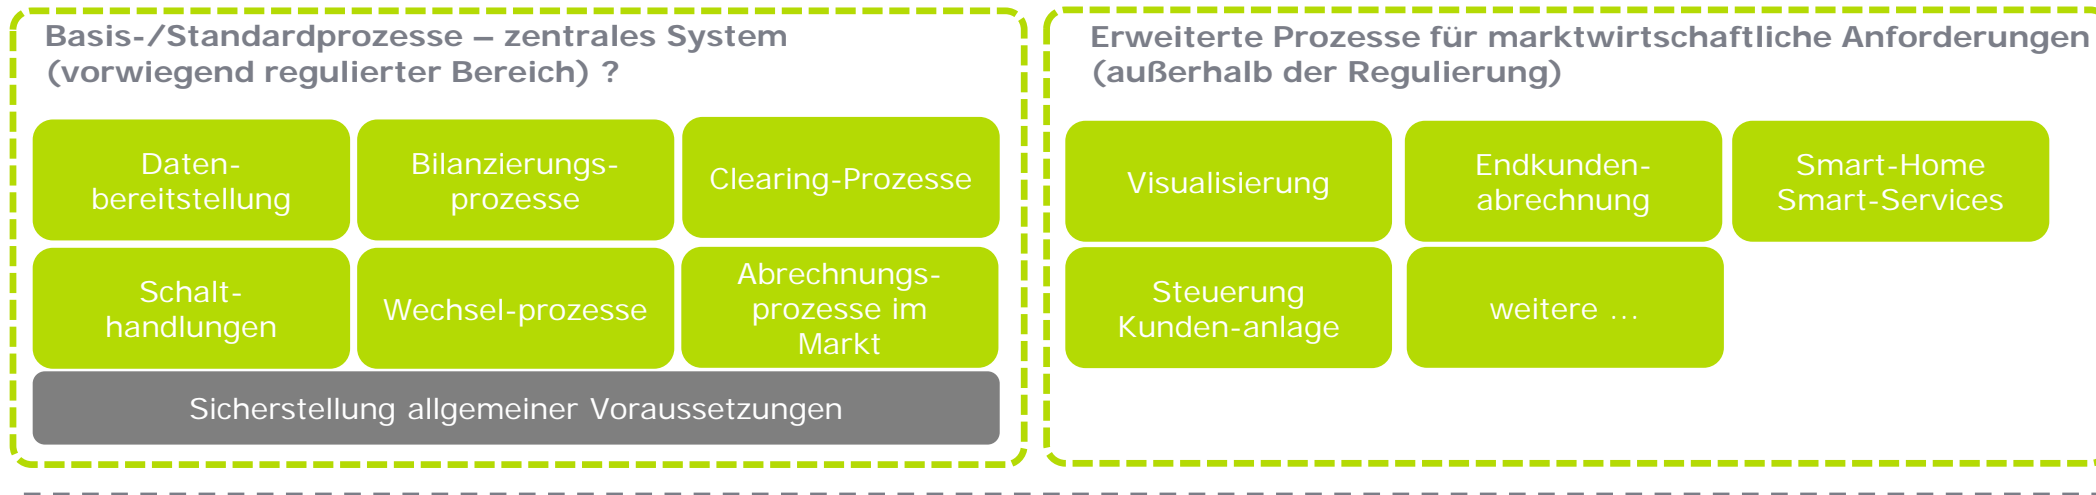 Basis-/Standardprozesse – zentrales System
(vorwiegend regulierter Bereich) ?
Daten-
bereitstellung
Bilanzierungs-
prozesse
Clearing-Prozesse
Schalt-
handlungen
Wechsel-prozesse
Abrechnungs-
prozesse im
Markt
Sicherstellung allgemeiner Voraussetzungen
Erweiterte Prozesse für marktwirtschaftliche Anforderungen
(außerhalb der Regulierung)
Visualisierung
Endkunden-
abrechnung
Smart-Home
Smart-Services
Steuerung
Kunden-anlage
weitere …